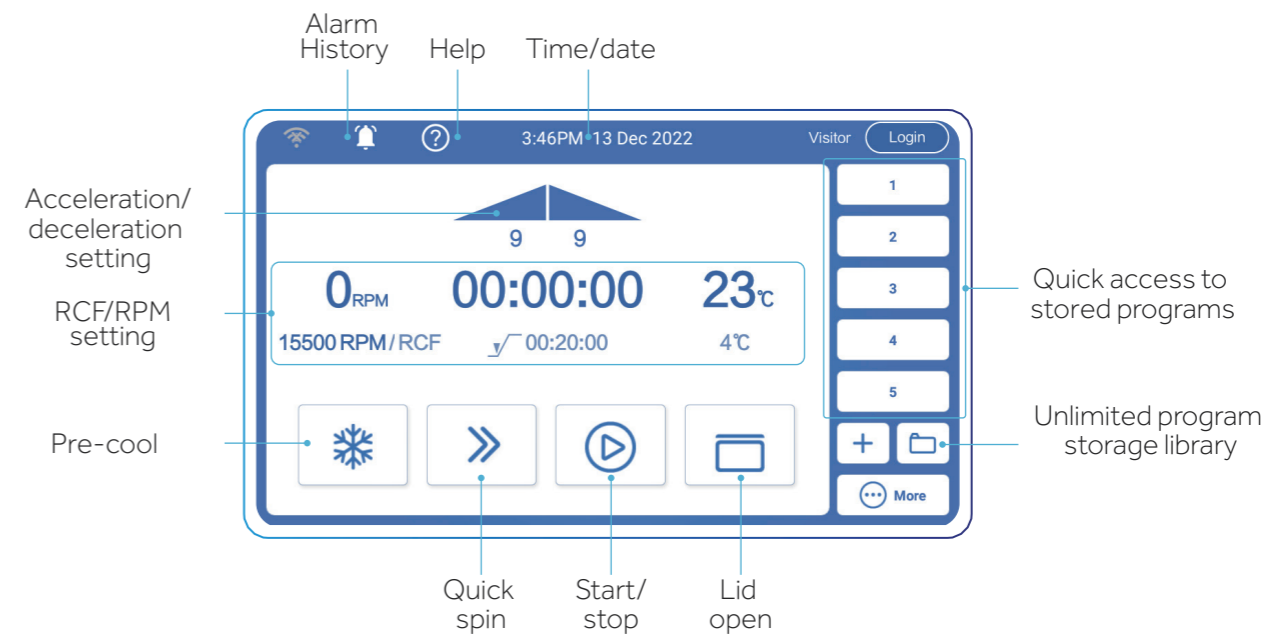 Alarm
History
Help
Time/date
3:46PM 13 Dec 2022
Visitor
Login
Acceleration/
deceleration
setting
9 9
RCF/RPM
setting
0RPM 00:00:00 23℃
15500 RPM/RCF 00:20:00 4℃
1
2
3
4
5
Quick access to
stored programs
Pre-cool
Unlimited program
storage library
+
More
Quick
spin
Start/
stop
Lid
open